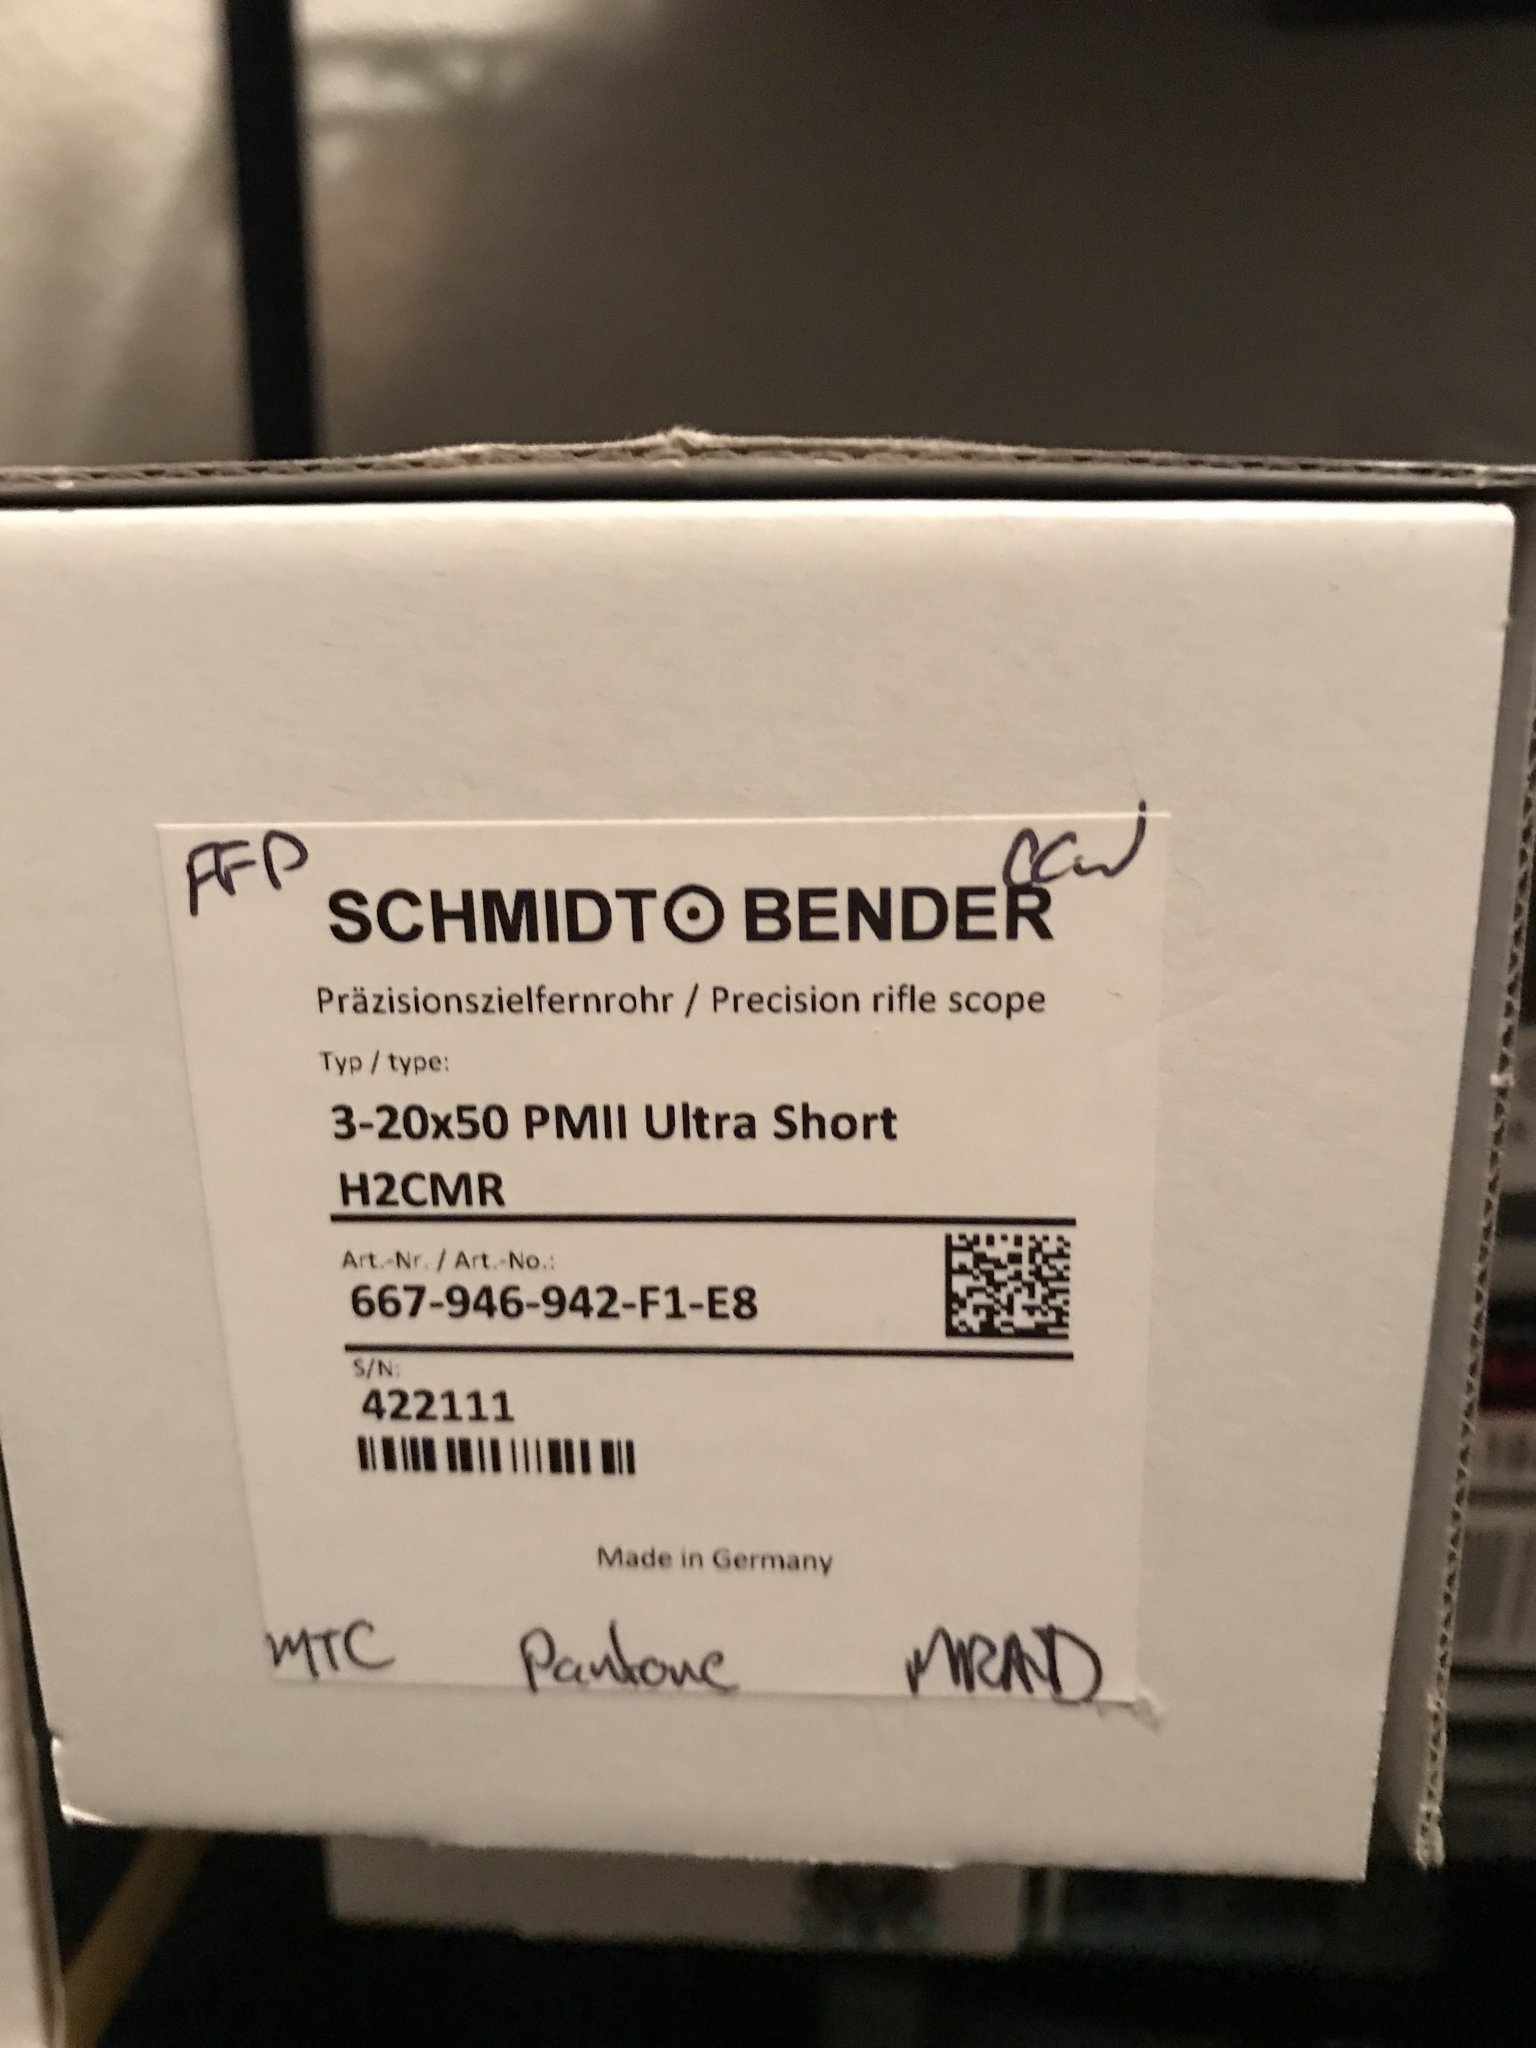 FFP
CCW
SCHMIDT BENDER
Präzisionszielfernrohr / Precision rifle scope
Typ / type:
3-20x50 PMII Ultra Short
H2CMR
Art.-Nr. / Art.-No.:
667-946-942-F1-E8
S/N:
422111
Made in Germany
MTC Pantone MRAD